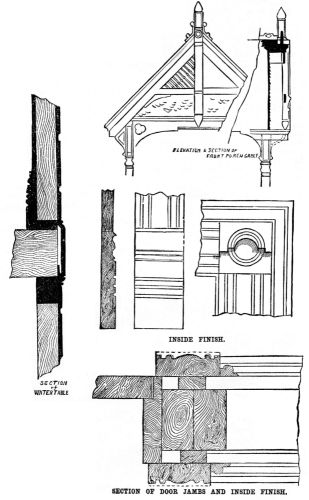 ELEVATION & SECTION OF
FRONT PORCH GABLE
INSIDE FINISH.
SECTION
OF
WATER TABLE
SECTION OF DOOR JAMBS AND INSIDE FINISH.